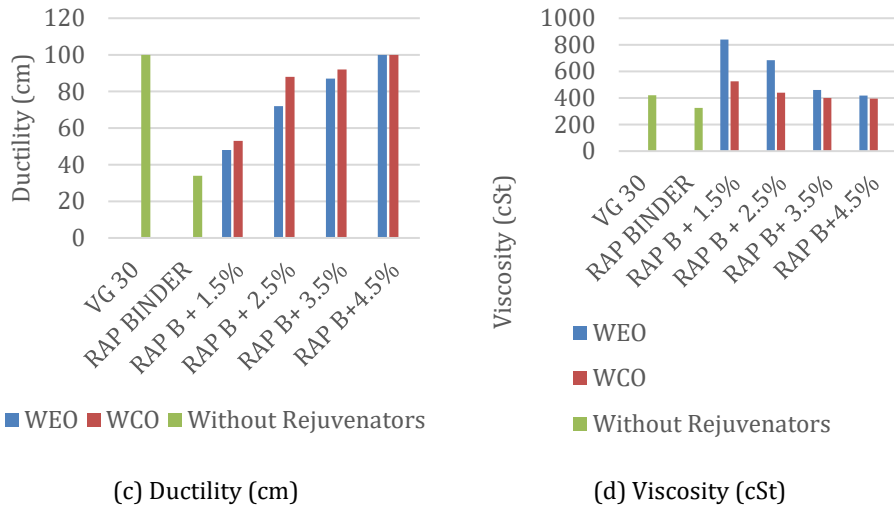 Ductility (cm)
120
100
80
60
40
20
0
VG 30
RAP BINDER
RAP B + 1.5%
RAP B + 2.5%
RAP B+ 3.5%
RAP B+4.5%
WEO WCO Without Rejuvenators
(c) Ductility (cm)
Viscosity (cSt)
1000
800
600
400
200
0
VG 30
RAP BINDER
RAP B + 1.5%
RAP B + 2.5%
RAP B+ 3.5%
RAP B+4.5%
WEO
WCO
Without Rejuvenators
(d) Viscosity (cSt)